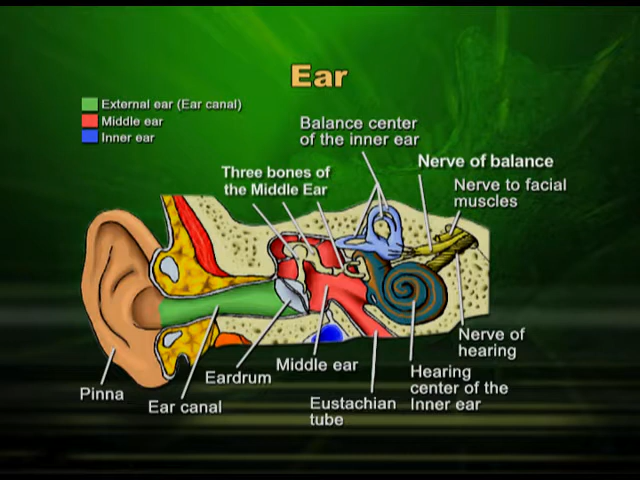 Ear
External ear (Ear canal)
Middle ear
Inner ear
Balance center
of the inner ear
Nerve of balance
Three bones of
the Middle Ear
Nerve to facial
muscles
Nerve of
hearing
Middle ear
Hearing
center of the
Inner ear
Eardrum
Pinna
Ear canal
Eustachian
tube